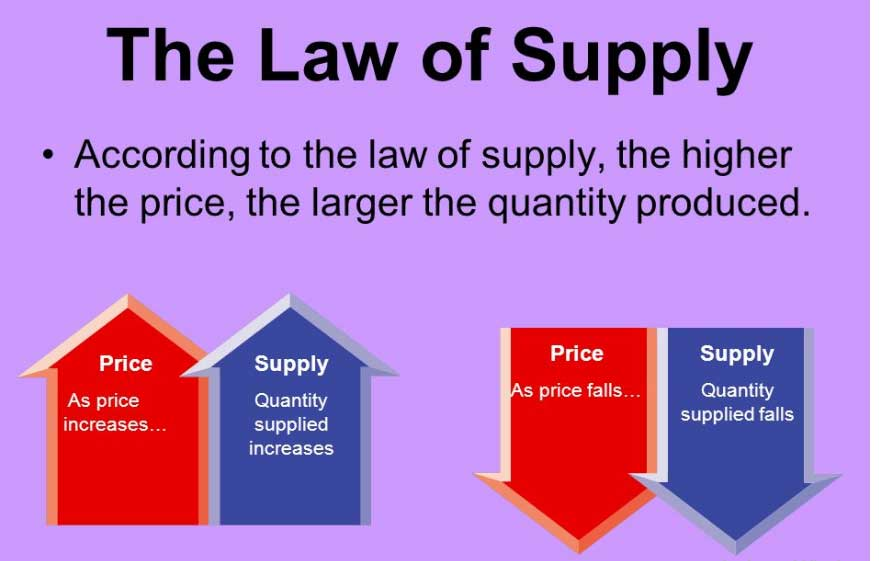 The Law of Supply
• According to the law of supply, the higher
the price, the larger the quantity produced.
Price
As price
increases…
Supply
Quantity
supplied
increases
Price
As price falls…
Supply
Quantity
supplied falls